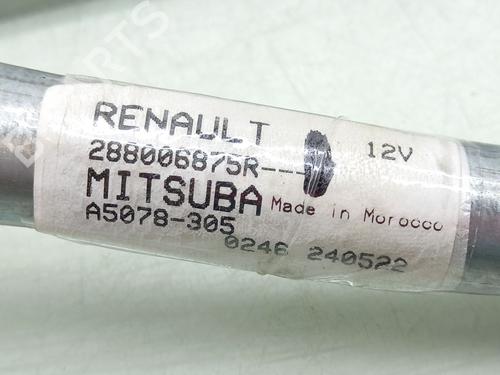 RENAULT
288006875R--- 12V
MITSUBA Made in Morocco
A5078-305
0246 240522